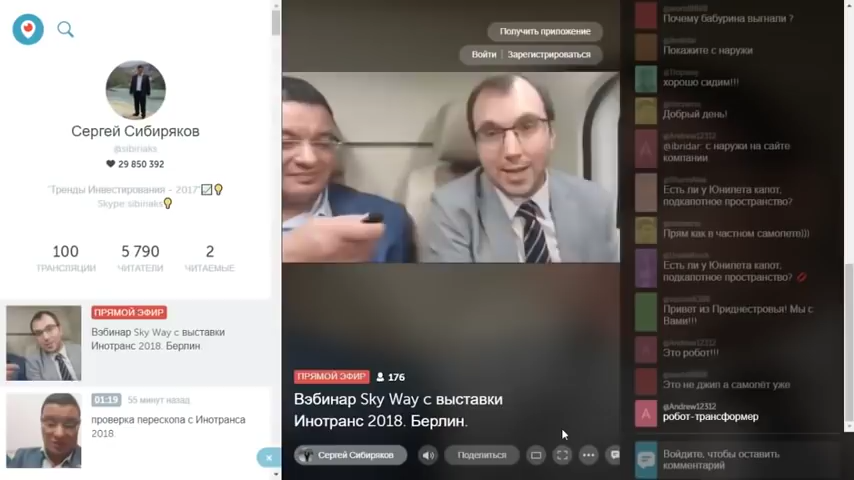 Сергей Сибиряков
@sibiriaks
29 850 392
"Тренды Инвестирования - 2017"
Skype:sibiriaks
100
5 790
2
ТРАНСЛЯЦИИ
ЧИТАТЕЛИ
ЧИТАЕМЫЕ
ПРЯМОЙ ЭФИР
Вэбинар Sky Way с выставки
Инотранс 2018. Берлин.
01:19
55 минут назад
проверка перескопа с Инотранса
2018.
Получить приложение
Войти
Зарегистрироваться
ПРЯМОЙ ЭФИР
176
Вэбинар Sky Way с выставки
Инотранс 2018. Берлин.
Сергей Сибиряков
Поделиться
Почему бабурина выгнали ?
Покажите с наружи
хорошо сидим!!!
Добрый день!
@Andrew12312
@ibridar: с наружи на сайте
компании
Есть ли у Юнилета капот,
подкапотное пространство?
Прям как в частном самолете)))
Есть ли у Юнилета капот,
подкапотное пространство?
Привет из Приднестровья! Мы с
Вами!!!
@Andrew12312
Это робот!!!
Это не джип а самолёт уже
@Andrew12312
A
робот-трансформер
Войдите, чтобы оставить
комментарий